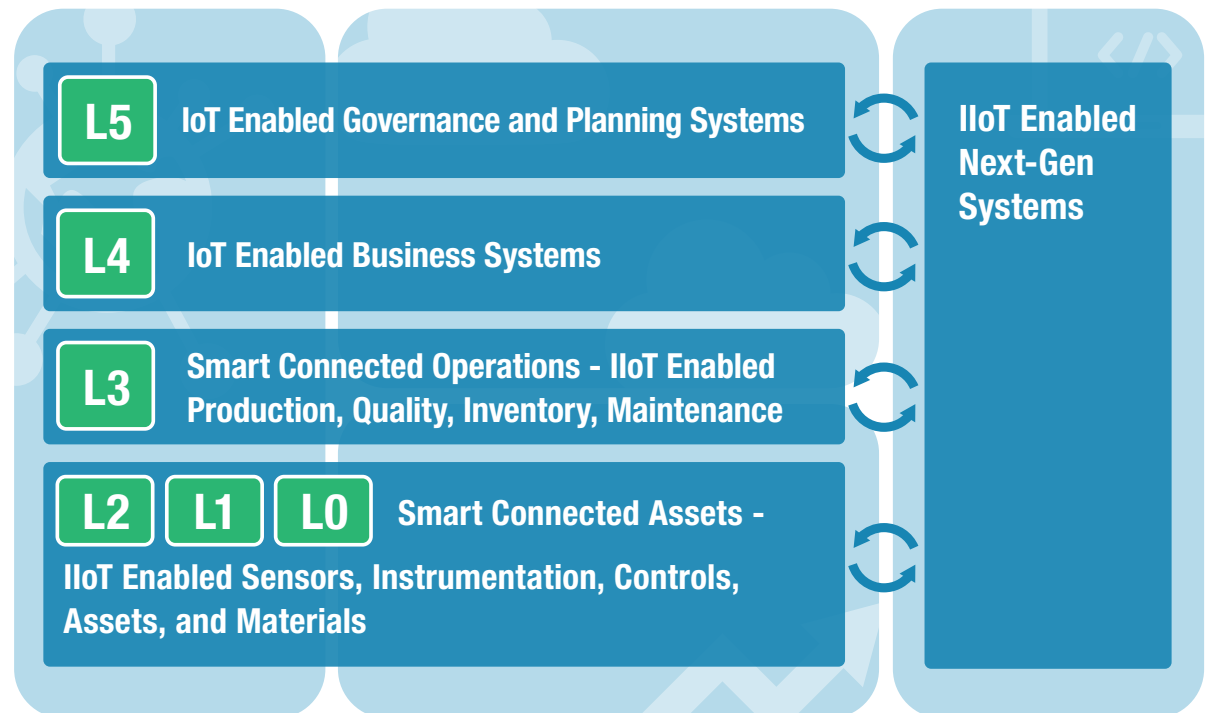 L5 IoT Enabled Governance and Planning Systems
L4 IoT Enabled Business Systems
L3 Smart Connected Operations - IIoT Enabled
Production, Quality, Inventory, Maintenance
L2 L1 L0 Smart Connected Assets -
IIoT Enabled Sensors, Instrumentation, Controls,
Assets, and Materials
IIoT Enabled
Next-Gen
Systems